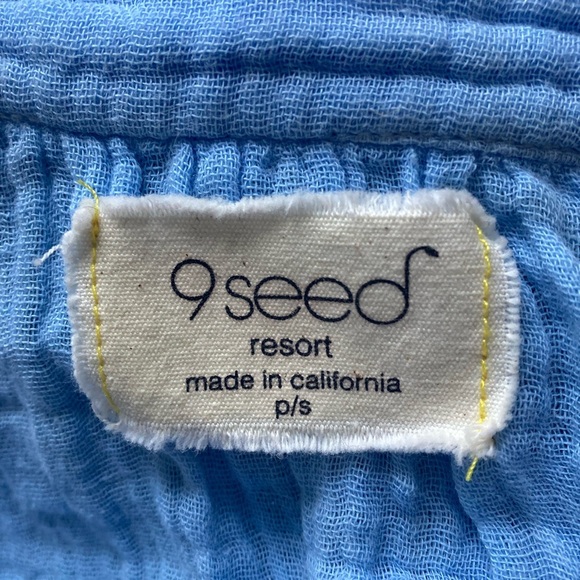 9seed
resort
made in california
p/s